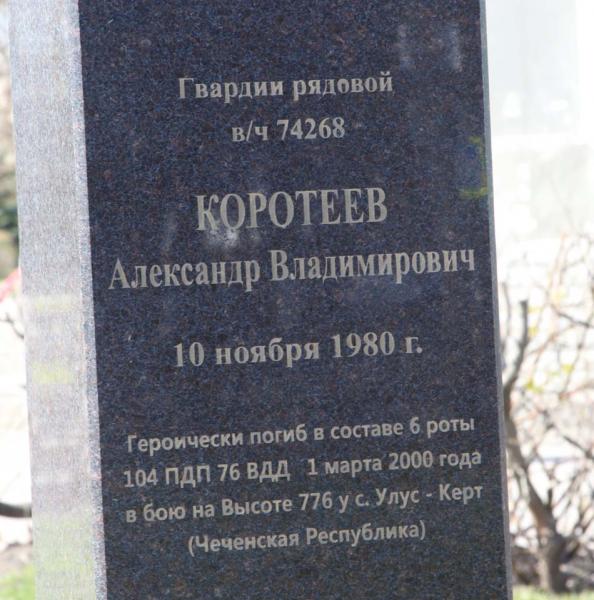 Гвардии рядовой
в/ч 74268
КОРОТЕЕВ
Александр Владимирович
10 ноября 1980 г.
Героически погиб в составе 6 роты
104 ПДП 76 ВДД 1 марта 2000 года
в бою на Высоте 776 у с. Улус - Керт
(Чеченская Республика)